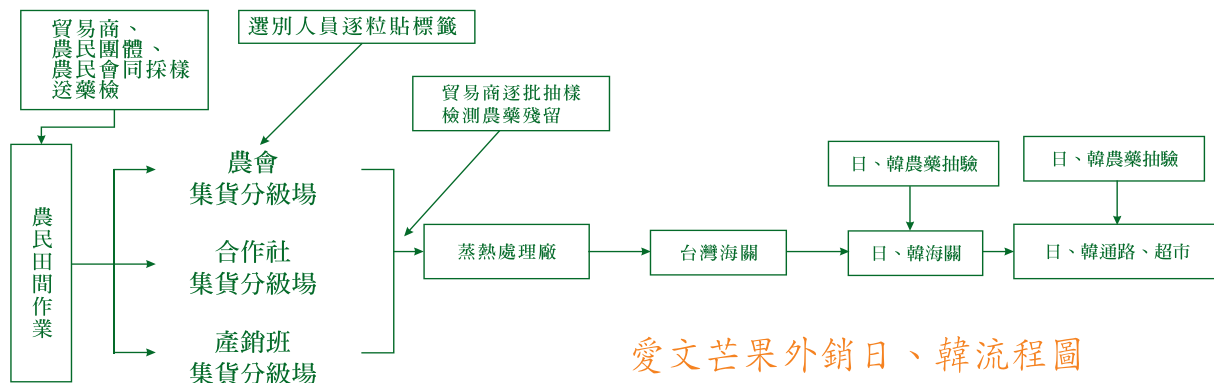 貿易商、
農民團體、
農民會同採樣
送藥檢
選別人員逐粒貼標籤
貿易商逐批抽樣
檢測農藥殘留
農民田間作業
農會
集貨分級場
合作社
集貨分級場
產銷班
集貨分級場
蒸熱處理廠
台灣海關
日、韓農藥抽驗
日、韓海關
日、韓農藥抽驗
日、韓通路、超市
愛文芒果外銷日、韓流程圖